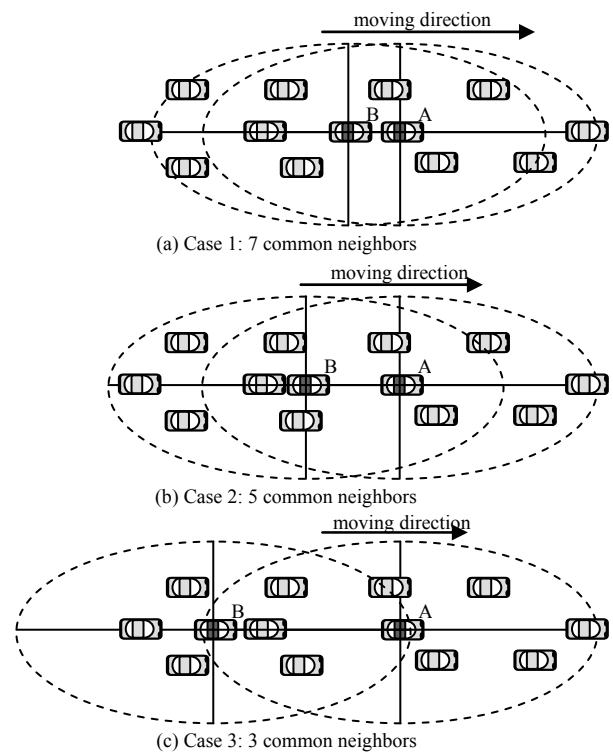 moving direction
B A
(a) Case 1: 7 common neighbors
moving direction
B A
(b) Case 2: 5 common neighbors
moving direction
B A
(c) Case 3: 3 common neighbors